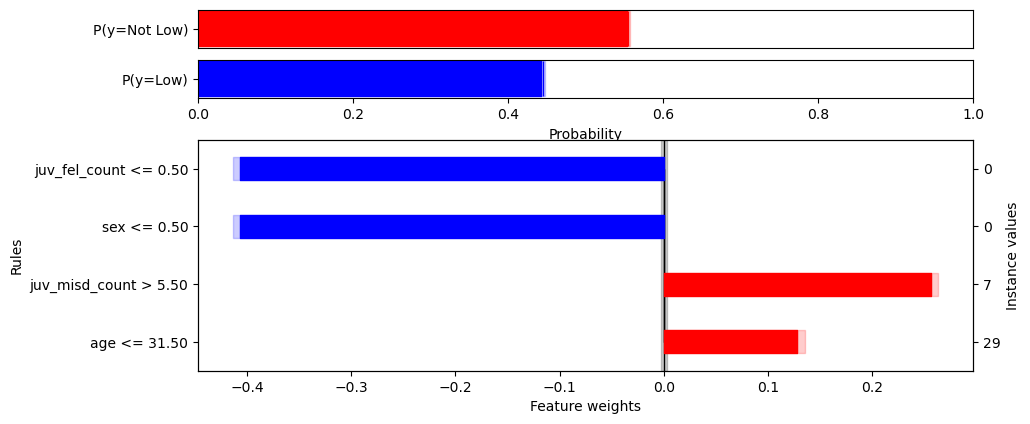 P(y=Not Low)
P(y=Low)
0.0 0.2 0.4 0.6 0.8 1.0
Probability
juv_fel_count <= 0.50 0
sex <= 0.50 0
juv_misd_count > 5.50 7
age <= 31.50 29
Rules
Instance values
−0.4 −0.3 −0.2 −0.1 0.0 0.1 0.2
Feature weights